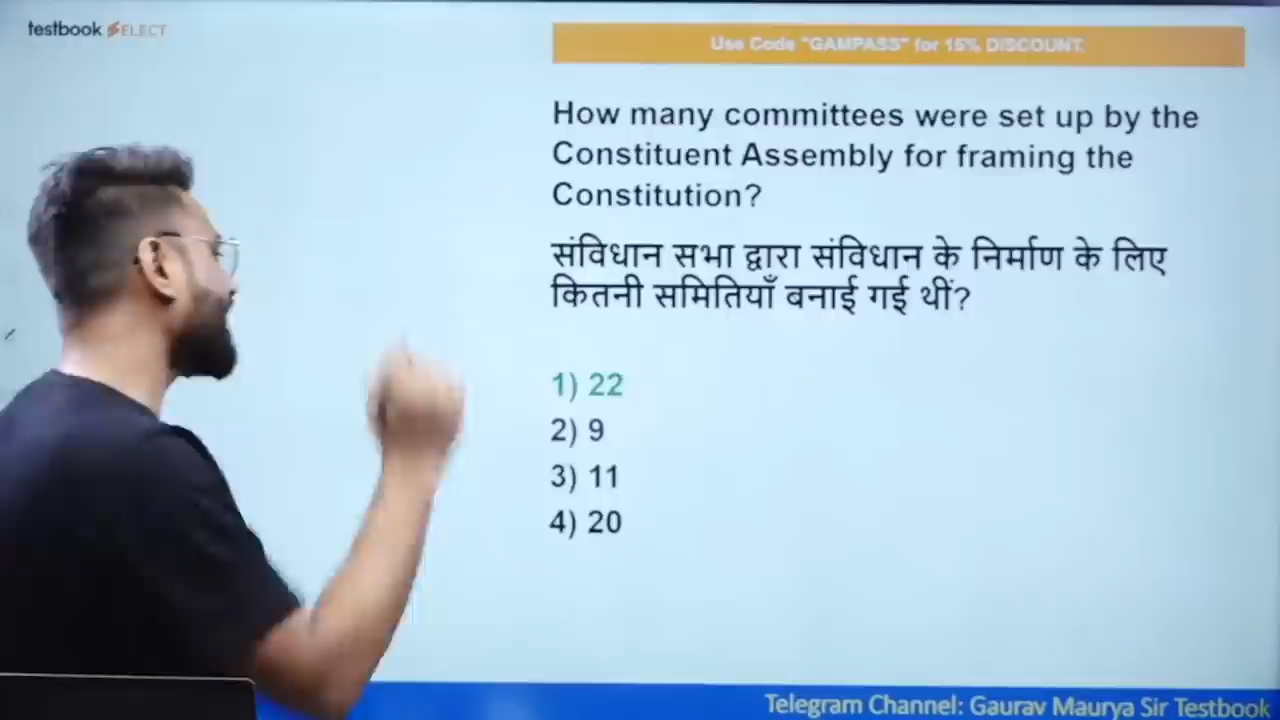 testbook SELECT
Use Code "GAMPASS" for 15% DISCOUNT.
How many committees were set up by the
Constituent Assembly for framing the
Constitution?
संविधान सभा द्वारा संविधान के निर्माण के लिए
कितनी समितियाँ बनाई गई थीं?
1) 22
2) 9
3) 11
4) 20
Telegram Channel: Gaurav Maurya Sir Testbook